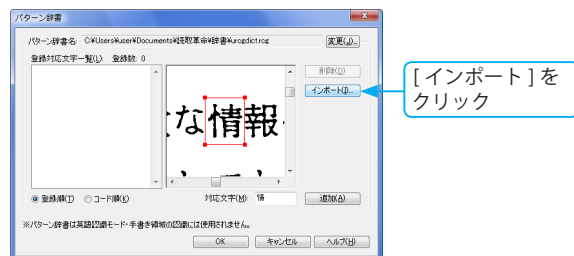 パターン辞書
パターン辞書名: C:¥Users¥user¥Documents¥読取革命¥辞書¥urcgdict.rcg
変更(J)...
登録対応文字一覧(L) 登録数: 0
削除(D)
インポート(I)...
[インポート]を
クリック
な情報
登録順(T) コード順(K)
対応文字(M): 情
追加(A)
※パターン辞書は英語認識モード・手書き領域の認識には使用されません。
OK キャンセル ヘルプ(H)